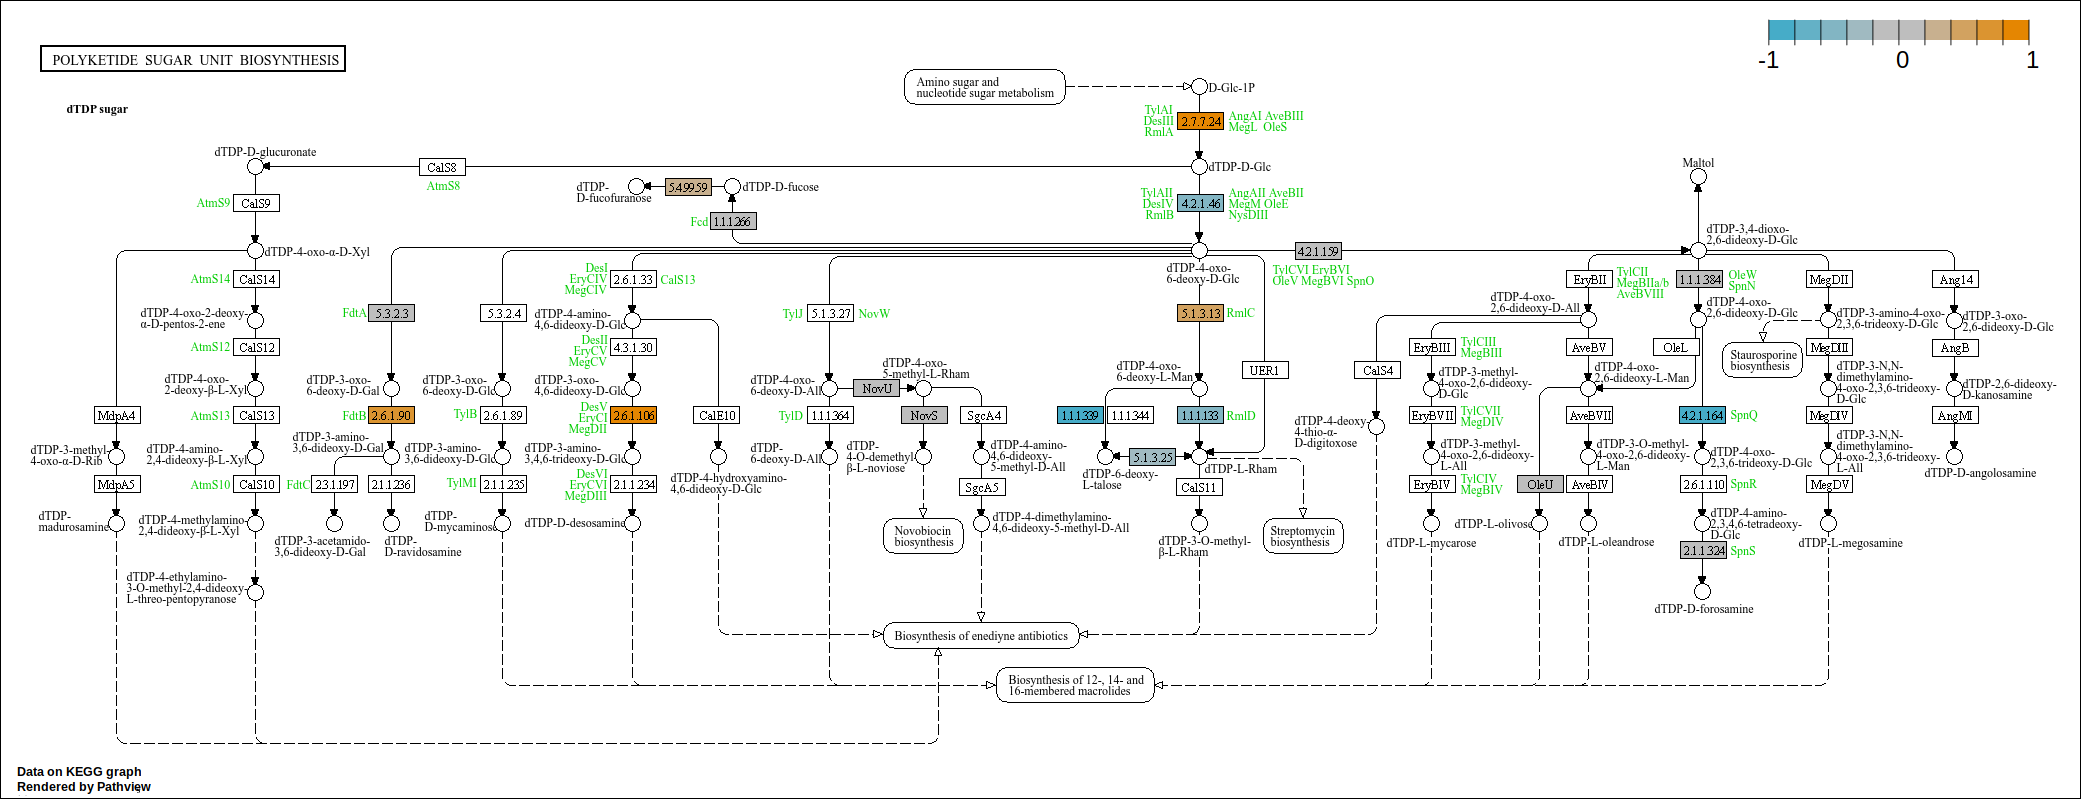 -1
0
1
POLYKETIDE SUGAR UNIT BIOSYNTHESIS
dTDP sugar
Amino sugar and
nucleotide sugar metabolism
D-Glc-1P
TylAI
DesIII
RmlA
2.7.7.24
AngAI AveBIII
MegL OleS
dTDP-D-glucuronate
CalS8
AtmS8
dTDP-D-Glc
Maltol
dTDP-
D-fucofuranose
5.4.99.59
dTDP-D-fucose
Fcd
1.1.1.266
TylAII
DesIV
RmlB
4.2.1.46
AngAII AveBII
MegM OleE
NysDIII
AtmS9
CalS9
dTDP-4-oxo-α-D-Xyl
dTDP-4-oxo-
6-deoxy-D-Glc
4.2.1.159
TylCVI EryBVI
OleV MegBVI SpnO
dTDP-3,4-dioxo-
2,6-dideoxy-D-Glc
AtmS14
CalS14
DesI
EryCIV
MegCIV
2.6.1.33
CalS13
EryBII
TylCII
MegBIIa/b
AveBVIII
1.1.1.384
OleW
SpnN
MegDII
Ang14
dTDP-4-oxo-2-deoxy-
α-D-pentos-2-ene
FdtA
5.3.2.3
5.3.2.4
dTDP-4-amino-
4,6-dideoxy-D-Glc
TylJ
5.1.3.27
NovW
5.1.3.13
RmlC
dTDP-4-oxo-
2,6-dideoxy-D-All
dTDP-4-oxo-
2,6-dideoxy-D-Glc
dTDP-3-amino-4-oxo-
2,3,6-trideoxy-D-Glc
dTDP-3-oxo-
2,6-dideoxy-D-Glc
AtmS12
CalS12
DesII
EryCV
MegCV
4.3.1.30
EryBIII
TylCIII
MegBIII
AveBV
OleL
Staurosporine
biosynthesis
MegDIII
AngB
dTDP-4-oxo-
2-deoxy-β-L-Xyl
dTDP-3-oxo-
6-deoxy-D-Gal
dTDP-3-oxo-
6-deoxy-D-Glc
dTDP-3-oxo-
4,6-dideoxy-D-Glc
dTDP-4-oxo-
6-deoxy-D-All
NovU
dTDP-4-oxo-
5-methyl-L-Rham
dTDP-4-oxo-
6-deoxy-L-Man
UER1
CalS4
dTDP-3-methyl-
4-oxo-2,6-dideoxy-
D-Glc
dTDP-4-oxo-
2,6-dideoxy-L-Man
dTDP-3-N,N-
dimethylamino-
4-oxo-2,3,6-trideoxy-
D-Glc
dTDP-2,6-dideoxy-
D-kanosamine
MdpA4
AtmS13
CalS13
FdtB
2.6.1.90
TylB
2.6.1.89
DesV
EryCI
MegDII
2.6.1.106
CalE10
TylD
1.1.1.364
NovS
SgcA4
1.1.1.339
1.1.1.344
1.1.1.133
RmlD
dTDP-4-deoxy-
4-thio-α-
D-digitoxose
EryBVII
TylCVII
MegDIV
AveBVII
4.2.1.164
SpnQ
MegDIV
AngMI
dTDP-3-methyl-
4-oxo-α-D-Rib
dTDP-4-amino-
2,4-dideoxy-β-L-Xyl
dTDP-3-amino-
3,6-dideoxy-D-Gal
dTDP-3-amino-
3,6-dideoxy-D-Glc
dTDP-3-amino-
3,4,6-trideoxy-D-Glc
dTDP-4-hydroxyamino-
4,6-dideoxy-D-Glc
dTDP-
6-deoxy-D-All
dTDP-
4-O-demethyl-
β-L-noviose
dTDP-4-amino-
4,6-dideoxy-
5-methyl-D-All
dTDP-6-deoxy-
L-talose
5.1.3.25
dTDP-L-Rham
dTDP-3-methyl-
4-oxo-2,6-dideoxy-
L-All
dTDP-3-O-methyl-
4-oxo-2,6-dideoxy-
L-Man
dTDP-4-oxo-
2,3,6-trideoxy-D-Glc
dTDP-3-N,N-
dimethylamino-
4-oxo-2,3,6-trideoxy-
L-All
dTDP-D-angolosamine
MdpA5
AtmS10
CalS10
FdtC
2.3.1.197
2.1.1.236
TylMI
2.1.1.235
DesVI
EryCVI
MegDIII
2.1.1.234
SgcA5
CalS11
EryBIV
TylCIV
MegBIV
OleU
AveBIV
2.6.1.110
SpnR
MegDV
dTDP-
madurosamine
dTDP-4-methylamino-
2,4-dideoxy-β-L-Xyl
dTDP-3-acetamido-
3,6-dideoxy-D-Gal
dTDP-
D-ravidosamine
dTDP-
D-mycaminose
dTDP-D-desosamine
Novobiocin
biosynthesis
dTDP-4-dimethylamino-
4,6-dideoxy-5-methyl-D-All
dTDP-3-O-methyl-
β-L-Rham
Streptomycin
biosynthesis
dTDP-L-mycarose
dTDP-L-olivose
dTDP-L-oleandrose
dTDP-4-amino-
2,3,4,6-tetradeoxy-
D-Glc
dTDP-L-megosamine
2.1.1.324
SpnS
dTDP-4-ethylamino-
3-O-methyl-2,4-dideoxy-
L-threo-pentopyranose
dTDP-D-forosamine
Biosynthesis of enediyne antibiotics
Biosynthesis of 12-, 14- and
16-membered macrolides
Data on KEGG graph
Rendered by Pathview